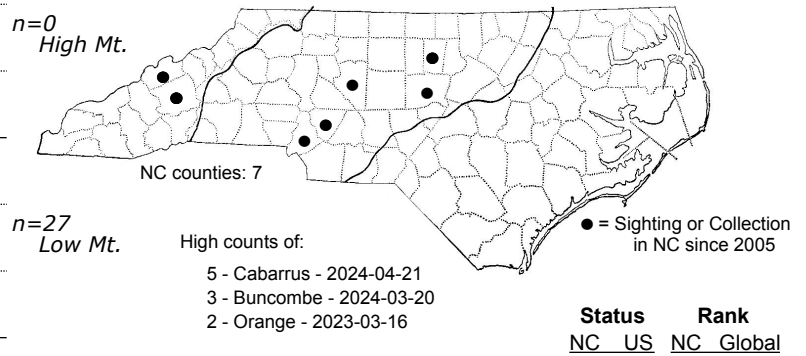 n=0
High Mt.
NC counties: 7
n=27
Low Mt.
High counts of:
5 - Cabarrus - 2024-04-21
3 - Buncombe - 2024-03-20
2 - Orange - 2023-03-16
● = Sighting or Collection
in NC since 2005
Status Rank
NC US NC Global